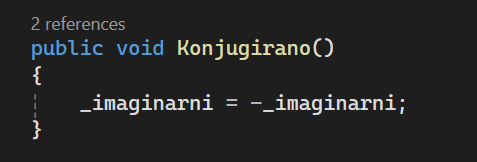 2 references
public void Konjugirano()
{
    _imaginarni = -_imaginarni;
}